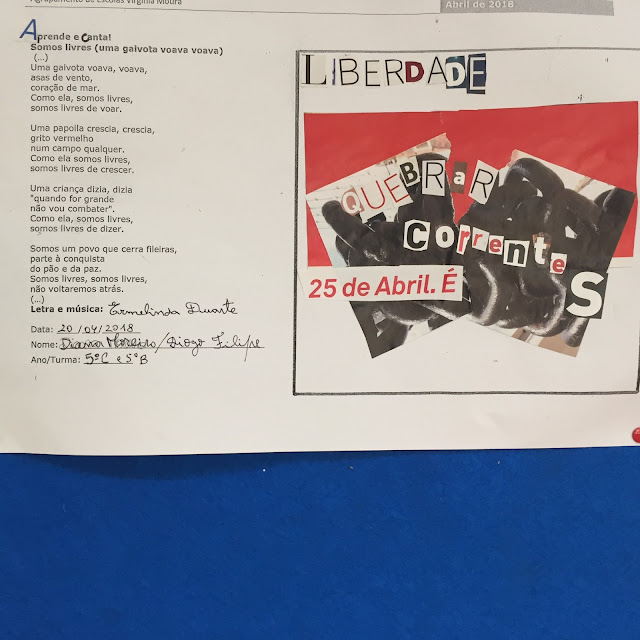 Agrupamento de Escolas Virgínia Moura
Abril de 2018
Aprende e Canta!
Somos livres (uma gaivota voava voava)
(...)
Uma gaivota voava, voava,
asas de vento,
coração de mar.
Como ela, somos livres,
somos livres de voar.
Uma papoila crescia, crescia,
grito vermelho
num campo qualquer.
Como ela somos livres,
somos livres de crescer.
Uma criança dizia, dizia
"quando for grande
não vou combater".
Como ela, somos livres,
somos livres de dizer.
Somos um povo que cerra fileiras,
parte à conquista
do pão e da paz.
Somos livres, somos livres,
não voltaremos atrás.
(...)
Letra e música: Ermelinda Duarte
Data: 20/04/2018
Nome: Diana Moreira/Diogo Filipe
Ano/Turma: 5ºC e 5ºB
LIBERDADE
QUEBRaR
correnteS
25 de Abril. É